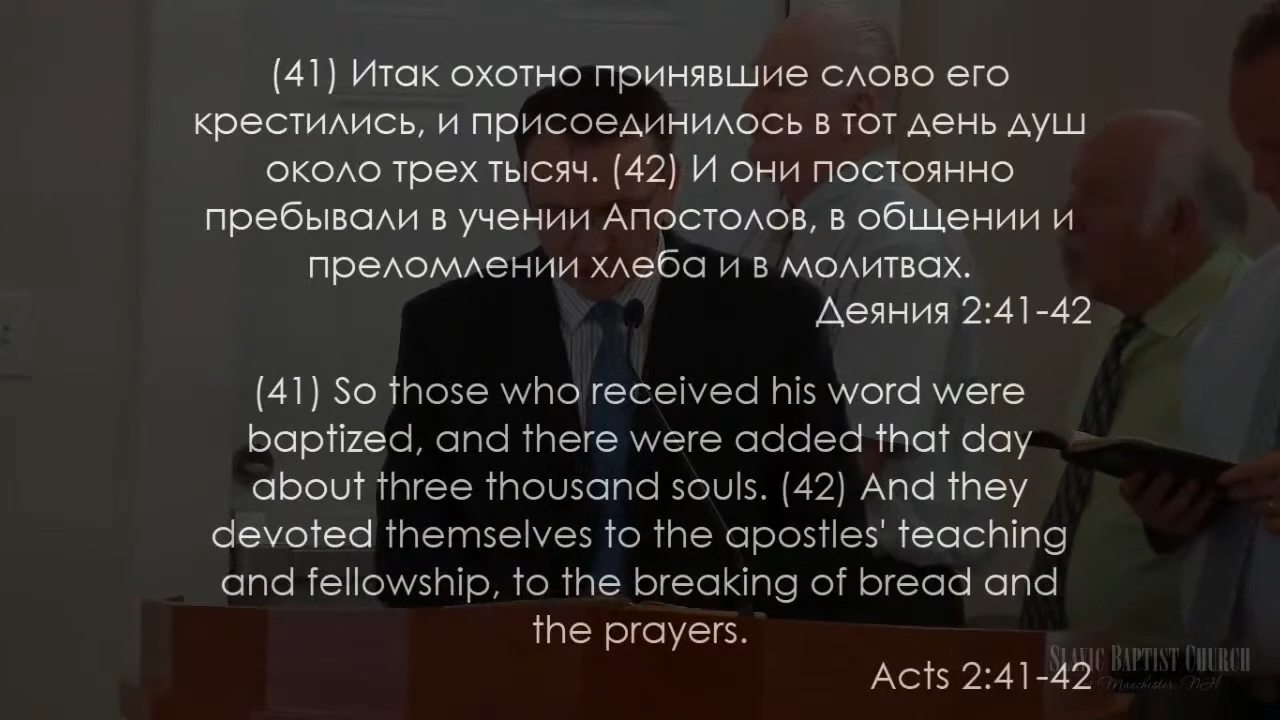 (41) Итак охотно принявшие слово его
крестились, и присоединилось в тот день душ
около трех тысяч. (42) И они постоянно
пребывали в учении Апостолов, в общении и
преломлении хлеба и в молитвах.
Деяния 2:41-42
(41) So those who received his word were
baptized, and there were added that day
about three thousand souls. (42) And they
devoted themselves to the apostles' teaching
and fellowship, to the breaking of bread and
the prayers.
Acts 2:41-42
Slavic Baptist Church
Manchester, NH